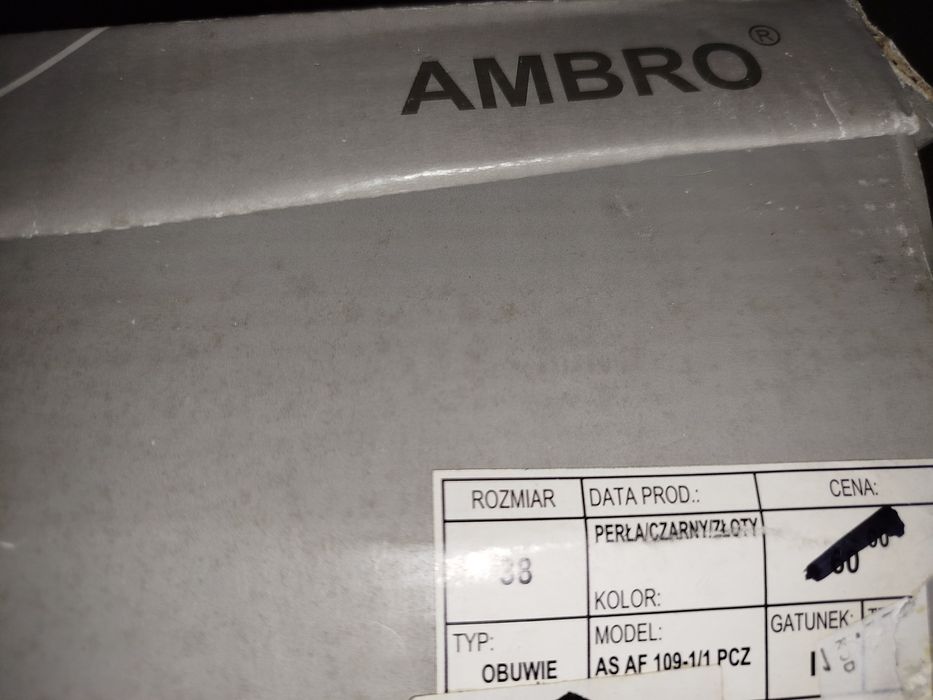 AMBRO®
ROZMIAR DATA PROD.: CENA:
PERŁA/CZARNY/ZŁOTY
38
KOLOR:
TYP: MODEL: GATUNEK:
OBUWIE AS AF 109-1/1 PCZ I